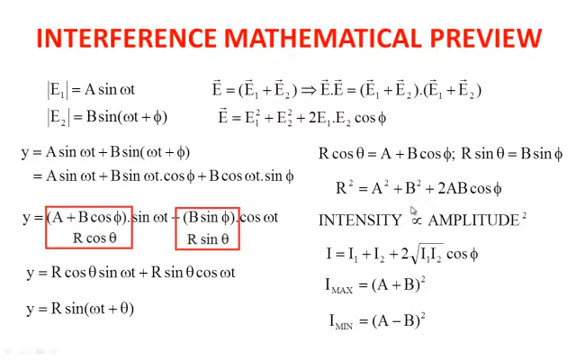 INTERFERENCE MATHEMATICAL PREVIEW
|E₁| = A sin ωt
|E₂| = B sin(ωt + ϕ)
E⃗ = (E⃗₁ + E⃗₂) ⇒ E⃗.E⃗ = (E⃗₁ + E⃗₂).(E⃗₁ + E⃗₂)
E⃗ = E₁² + E₂² + 2E₁.E₂ cos ϕ
y = A sin ωt + B sin(ωt + ϕ)
= A sin ωt + B sin ωt.cos ϕ + B cos ωt.sin ϕ
y = (A + B cos ϕ).sin ωt + (B sin ϕ).cos ωt
R cos θ R sin θ
y = R cos θ sin ωt + R sin θ cos ωt
y = R sin(ωt + θ)
R cos θ = A + B cos ϕ; R sin θ = B sin ϕ
R² = A² + B² + 2AB cos ϕ
INTENSITY ∝ AMPLITUDE²
I = I₁ + I₂ + 2√(I₁I₂) cos ϕ
I_MAX = (A + B)²
I_MIN = (A − B)²